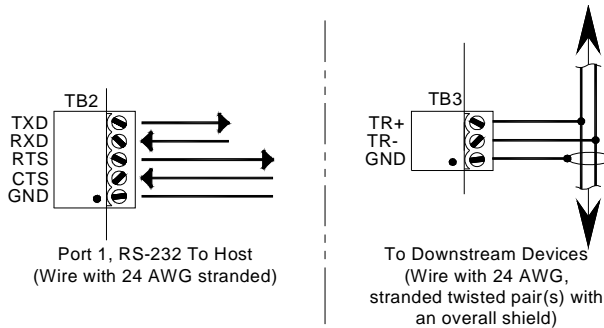 TB2
TXD
RXD
RTS
CTS
GND
Port 1, RS-232 To Host
(Wire with 24 AWG stranded)
TB3
TR+
TR-
GND
To Downstream Devices
(Wire with 24 AWG,
stranded twisted pair(s) with
an overall shield)